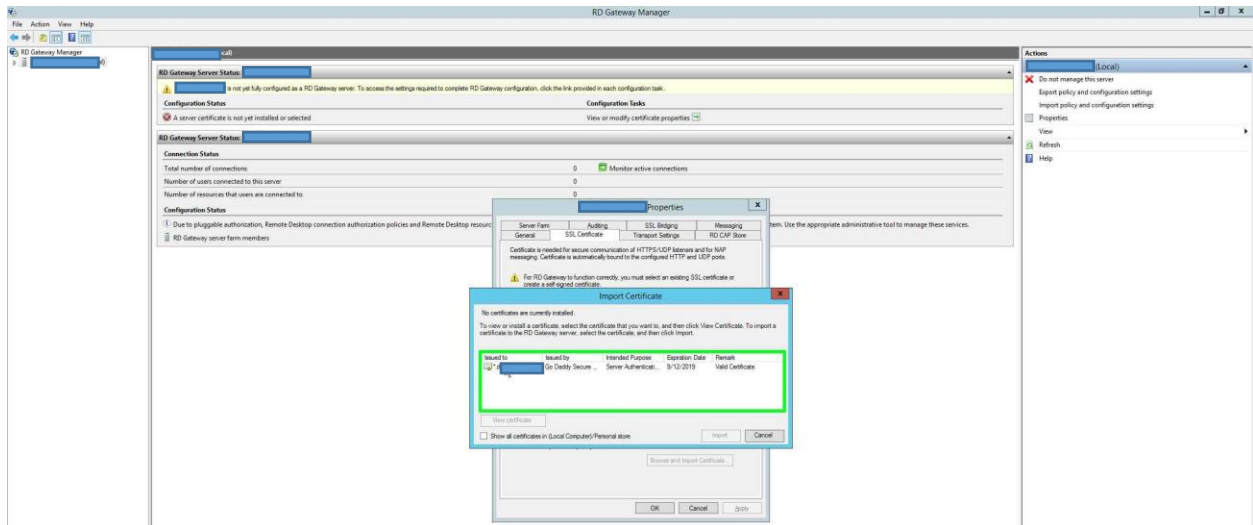 RD Gateway Manager
File Action View Help
RD Gateway Manager
cal)
RD Gateway Server Status:
is not yet fully configured as a RD Gateway server. To access the settings required to complete RD Gateway configuration, click the link provided in each configuration task.
Configuration Status
Configuration Tasks
A server certificate is not yet installed or selected
View or modify certificate properties
RD Gateway Server Status:
Connection Status
Total number of connections 0 Monitor active connections
Number of users connected to this server 0
Number of resources that users are connected to 0
Configuration Status
Due to pluggable authorization, Remote Desktop connection authorization policies and Remote Desktop resourc
tem. Use the appropriate administrative tool to manage these services.
RD Gateway server farm members
Properties
Server Farm Auditing SSL Bridging Messaging
General SSL Certificate Transport Settings RD CAP Store
Certificate is needed for secure communication of HTTPS/UDP listeners and for NAP
messaging. Certificate is automatically bound to the configured HTTP and UDP ports.
For RD Gateway to function correctly, you must select an existing SSL certificate or
create a self-signed certificate.
Import Certificate
No certificates are currently installed.
To view or install a certificate, select the certificate that you want to, and then click View Certificate. To import a
certificate to the RD Gateway server, select the certificate, and then click Import.
Issued to Issued by Intended Purpose Expiration Date Remark
Go Daddy Secure ... Server Authenticati... 9/12/2019 Valid Certificate
View certificate
Show all certificates in (Local Computer)/Personal store
Import Cancel
Browse and Import Certificate...
OK Cancel Apply
Actions
(Local)
Do not manage this server
Export policy and configuration settings
Import policy and configuration settings
Properties
View
Refresh
Help